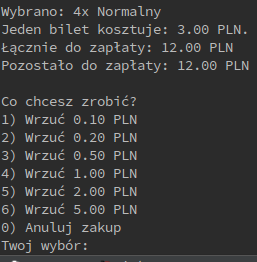 Wybrano: 4x Normalny
Jeden bilet kosztuje: 3.00 PLN.
Łącznie do zapłaty: 12.00 PLN
Pozostało do zapłaty: 12.00 PLN
Co chcesz zrobić?
1) Wrzuć 0.10 PLN
2) Wrzuć 0.20 PLN
3) Wrzuć 0.50 PLN
4) Wrzuć 1.00 PLN
5) Wrzuć 2.00 PLN
6) Wrzuć 5.00 PLN
0) Anuluj zakup
Twoj wybór: